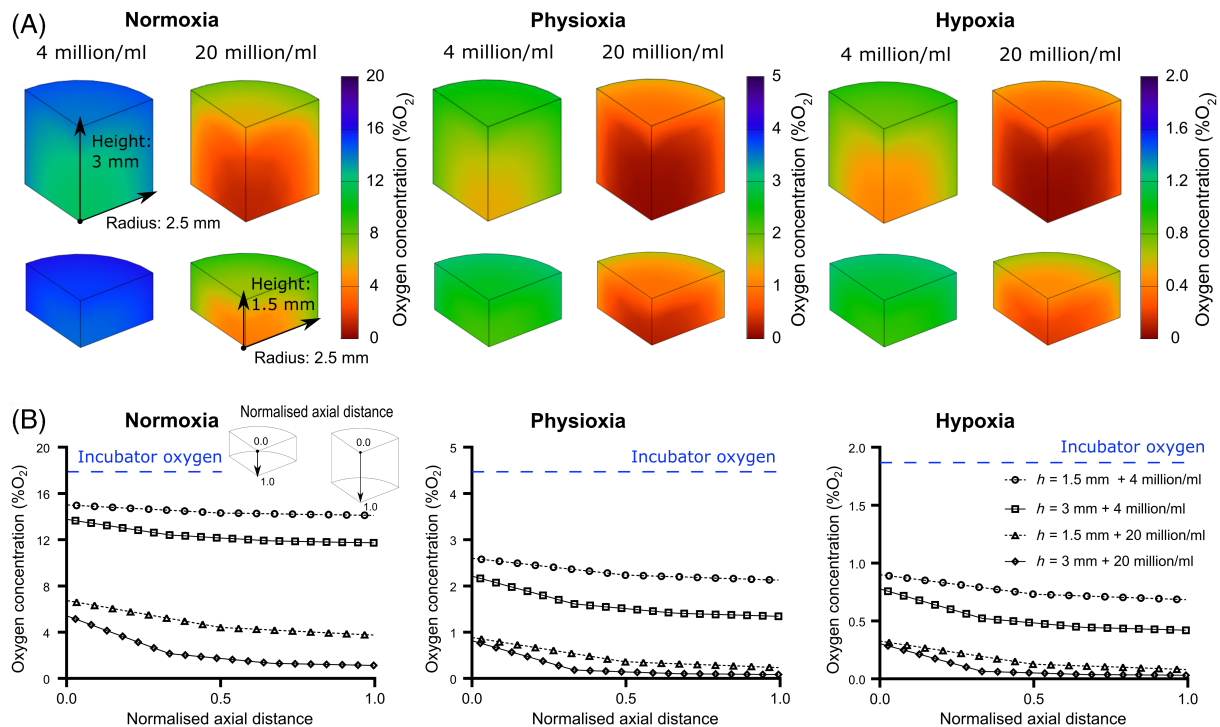 (A)
Normoxia
Physioxia
Hypoxia
4 million/ml
20 million/ml
4 million/ml
20 million/ml
4 million/ml
20 million/ml
Height:
3 mm
Radius: 2.5 mm
Height:
1.5 mm
Radius: 2.5 mm
20
16
12
8
4
0
Oxygen concentration (%O₂)
5
4
3
2
1
0
Oxygen concentration (%O₂)
2.0
1.6
1.2
0.8
0.4
0
Oxygen concentration (%O₂)
(B)
Normoxia
Normalised axial distance
0.0
1.0
0.0
1.0
Incubator oxygen
20
16
12
8
4
0
Oxygen concentration (%O₂)
0.0
0.5
1.0
Normalised axial distance
Physioxia
Incubator oxygen
5
4
3
2
1
0
Oxygen concentration (%O₂)
0.0
0.5
1.0
Normalised axial distance
Hypoxia
Incubator oxygen
2.0
1.5
1.0
0.5
0.0
Oxygen concentration (%O₂)
h = 1.5 mm + 4 million/ml
h = 3 mm + 4 million/ml
h = 1.5 mm + 20 million/ml
h = 3 mm + 20 million/ml
0.0
0.5
1.0
Normalised axial distance